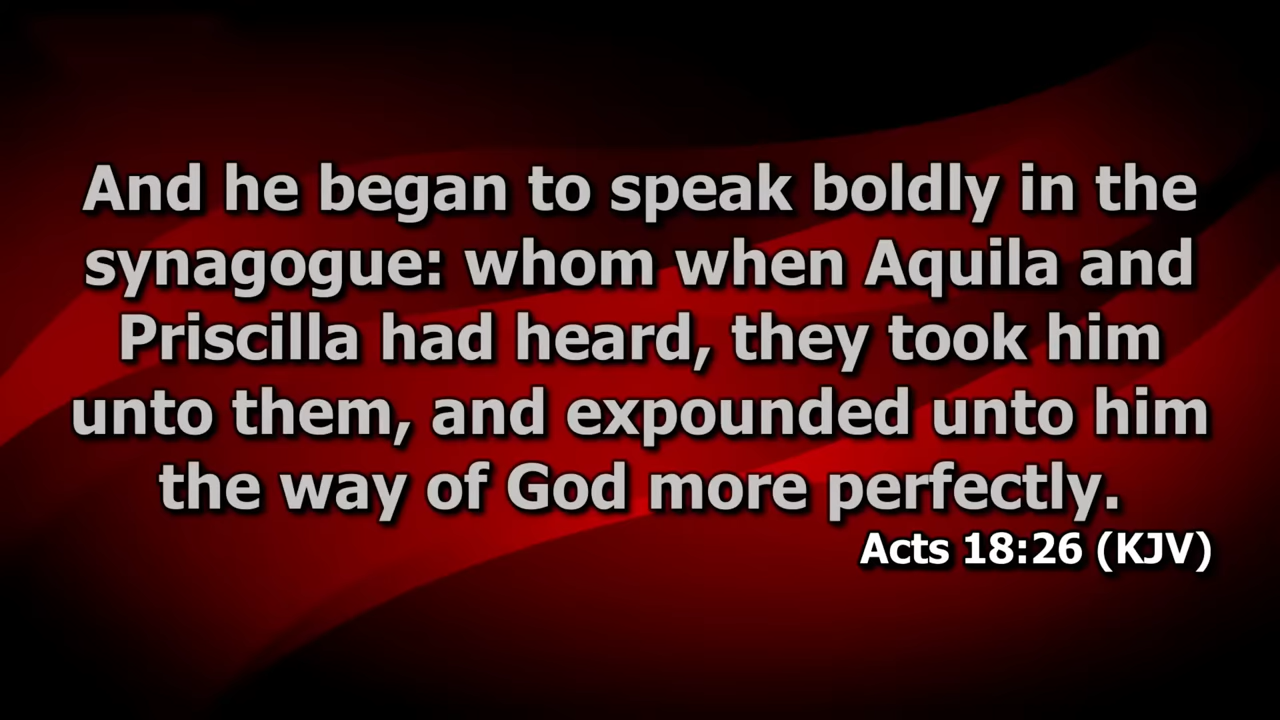 And he began to speak boldly in the
synagogue: whom when Aquila and
Priscilla had heard, they took him
unto them, and expounded unto him
the way of God more perfectly.
Acts 18:26 (KJV)